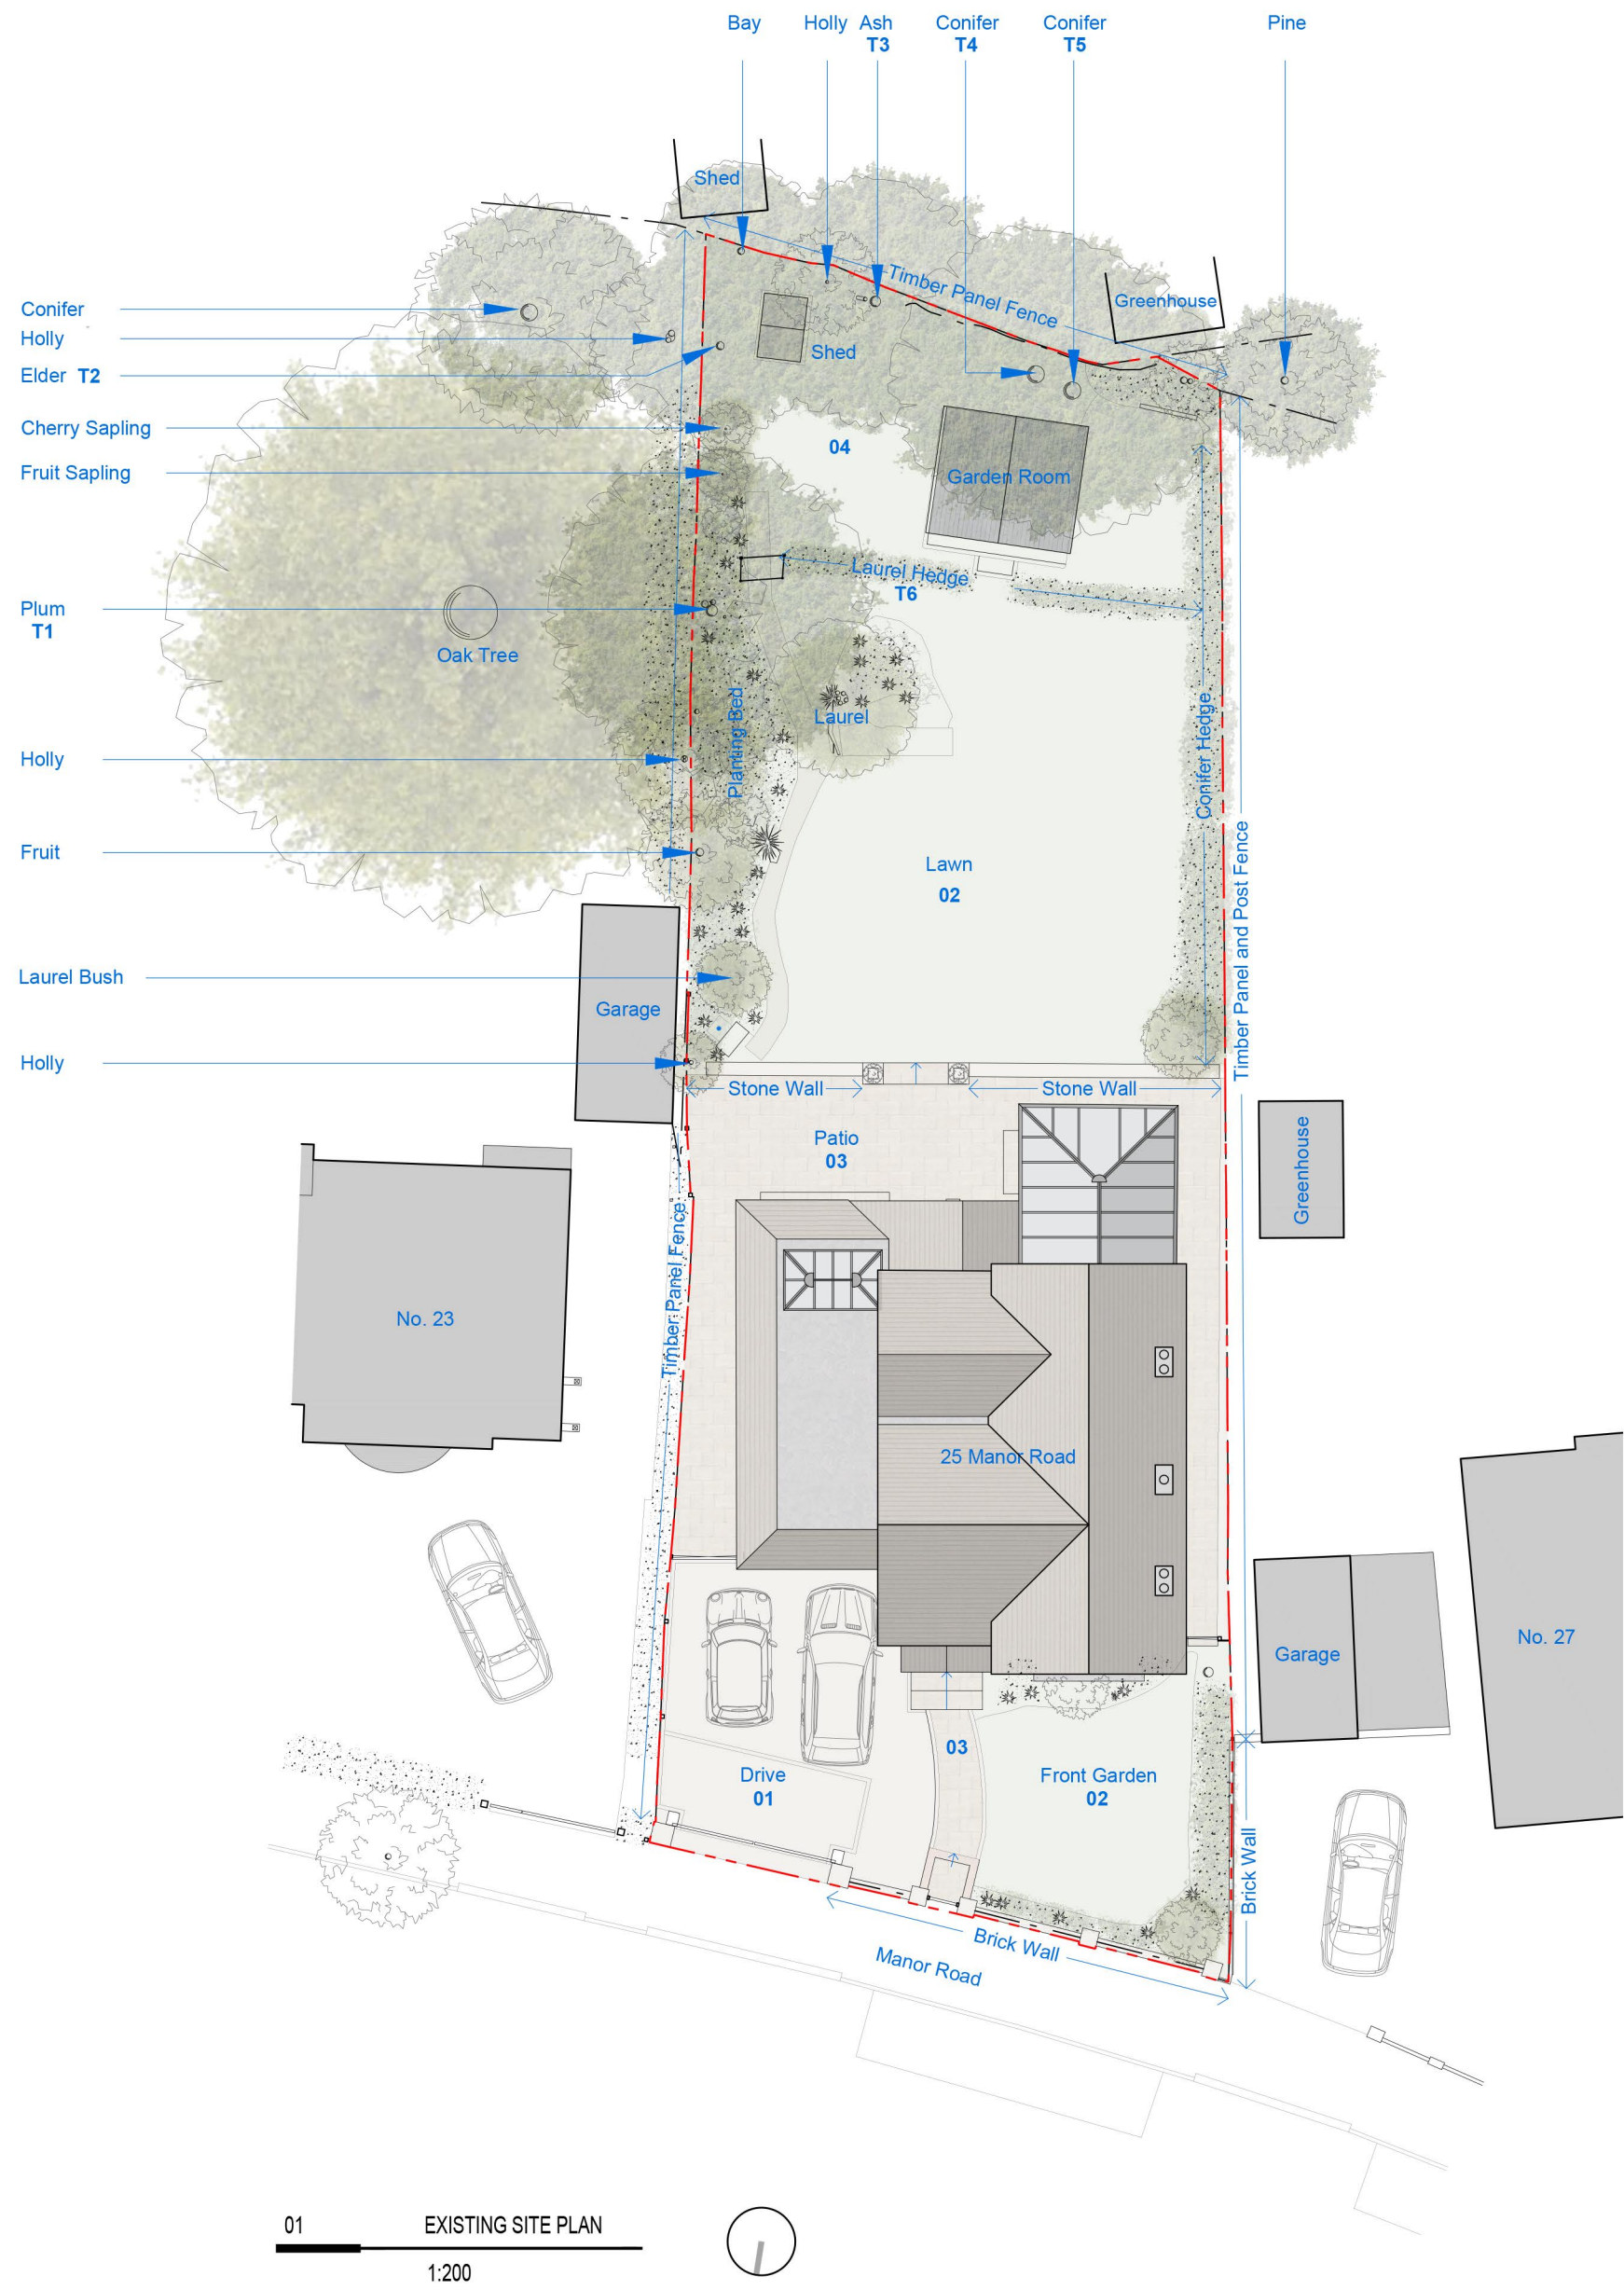 Bay
Holly
Ash
T3
Conifer
T4
Conifer
T5
Pine
Shed
Timber Panel Fence
Greenhouse
Conifer
Holly
Elder T2
Shed
Cherry Sapling
04
Fruit Sapling
Garden Room
Laurel Hedge
T6
Plum
T1
Oak Tree
Planting Bed
Laurel
Conifer Hedge
Holly
Fruit
Lawn
02
Timber Panel and Post Fence
Laurel Bush
Garage
Holly
Stone Wall
Stone Wall
Patio
03
Greenhouse
Timber Panel Fence
No. 23
25 Manor Road
No. 27
Garage
03
Drive
01
Front Garden
02
Brick Wall
Brick Wall
Manor Road
01 EXISTING SITE PLAN
1:200